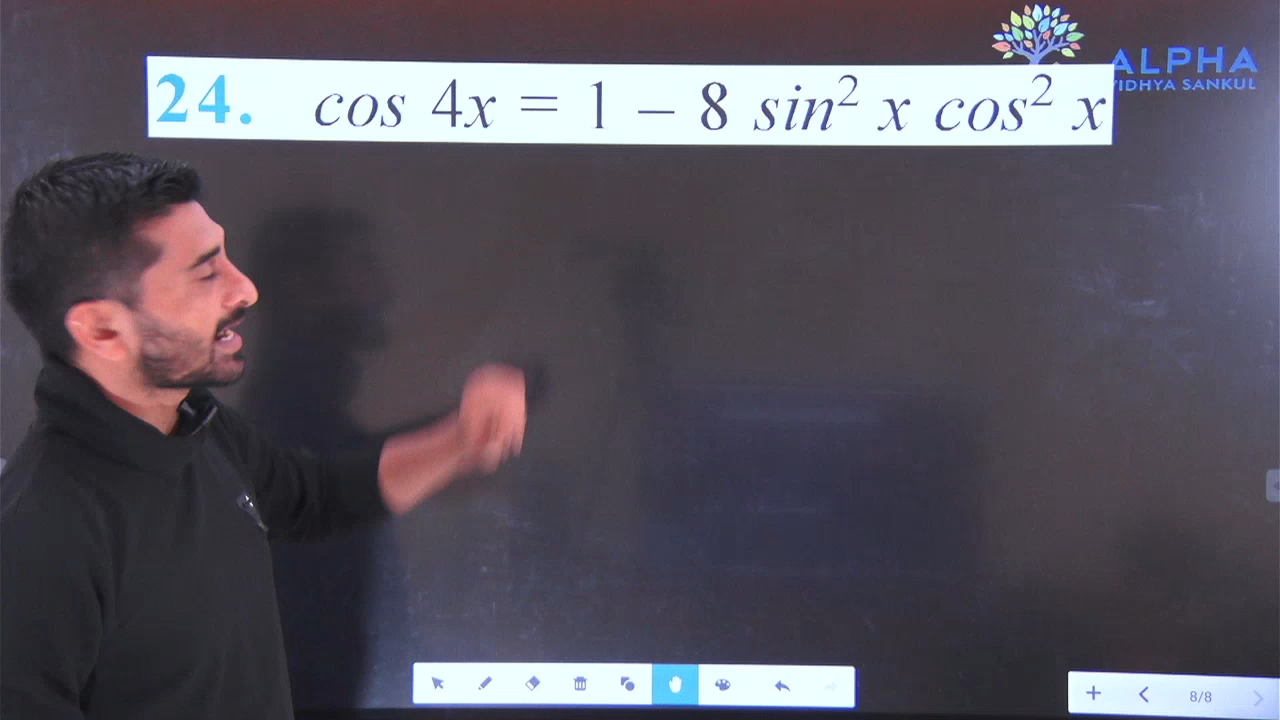 24. cos 4x = 1 – 8 sin² x cos² x
ALPHA
VIDHYA SANKUL
8/8